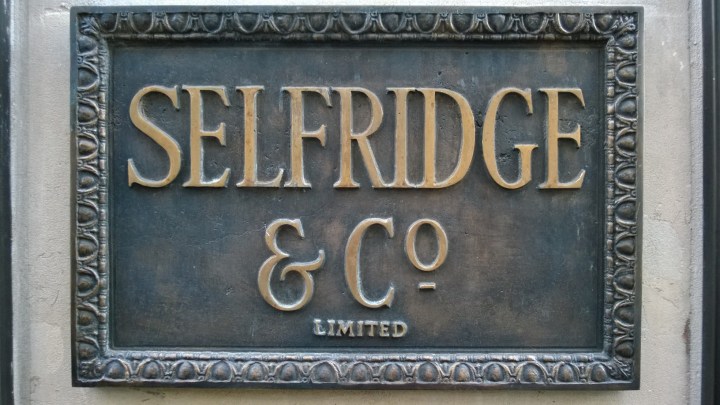 SELFRIDGE
& Cº
LIMITED